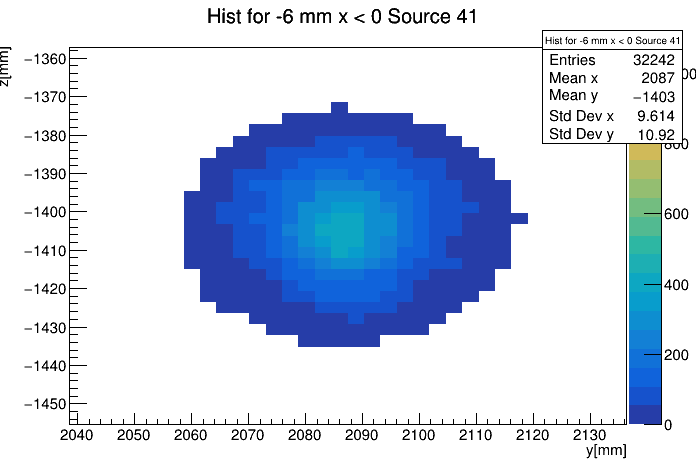 Hist for -6 mm x < 0 Source 41
Hist for -6 mm x < 0 Source 41
Entries 32242
Mean x 2087
Mean y −1403
Std Dev x 9.614
Std Dev y 10.92
z[mm]
−1360
−1370
−1380
−1390
−1400
−1410
−1420
−1430
−1440
−1450
2040 2050 2060 2070 2080 2090 2100 2110 2120 2130
y[mm]
800
600
400
200
0